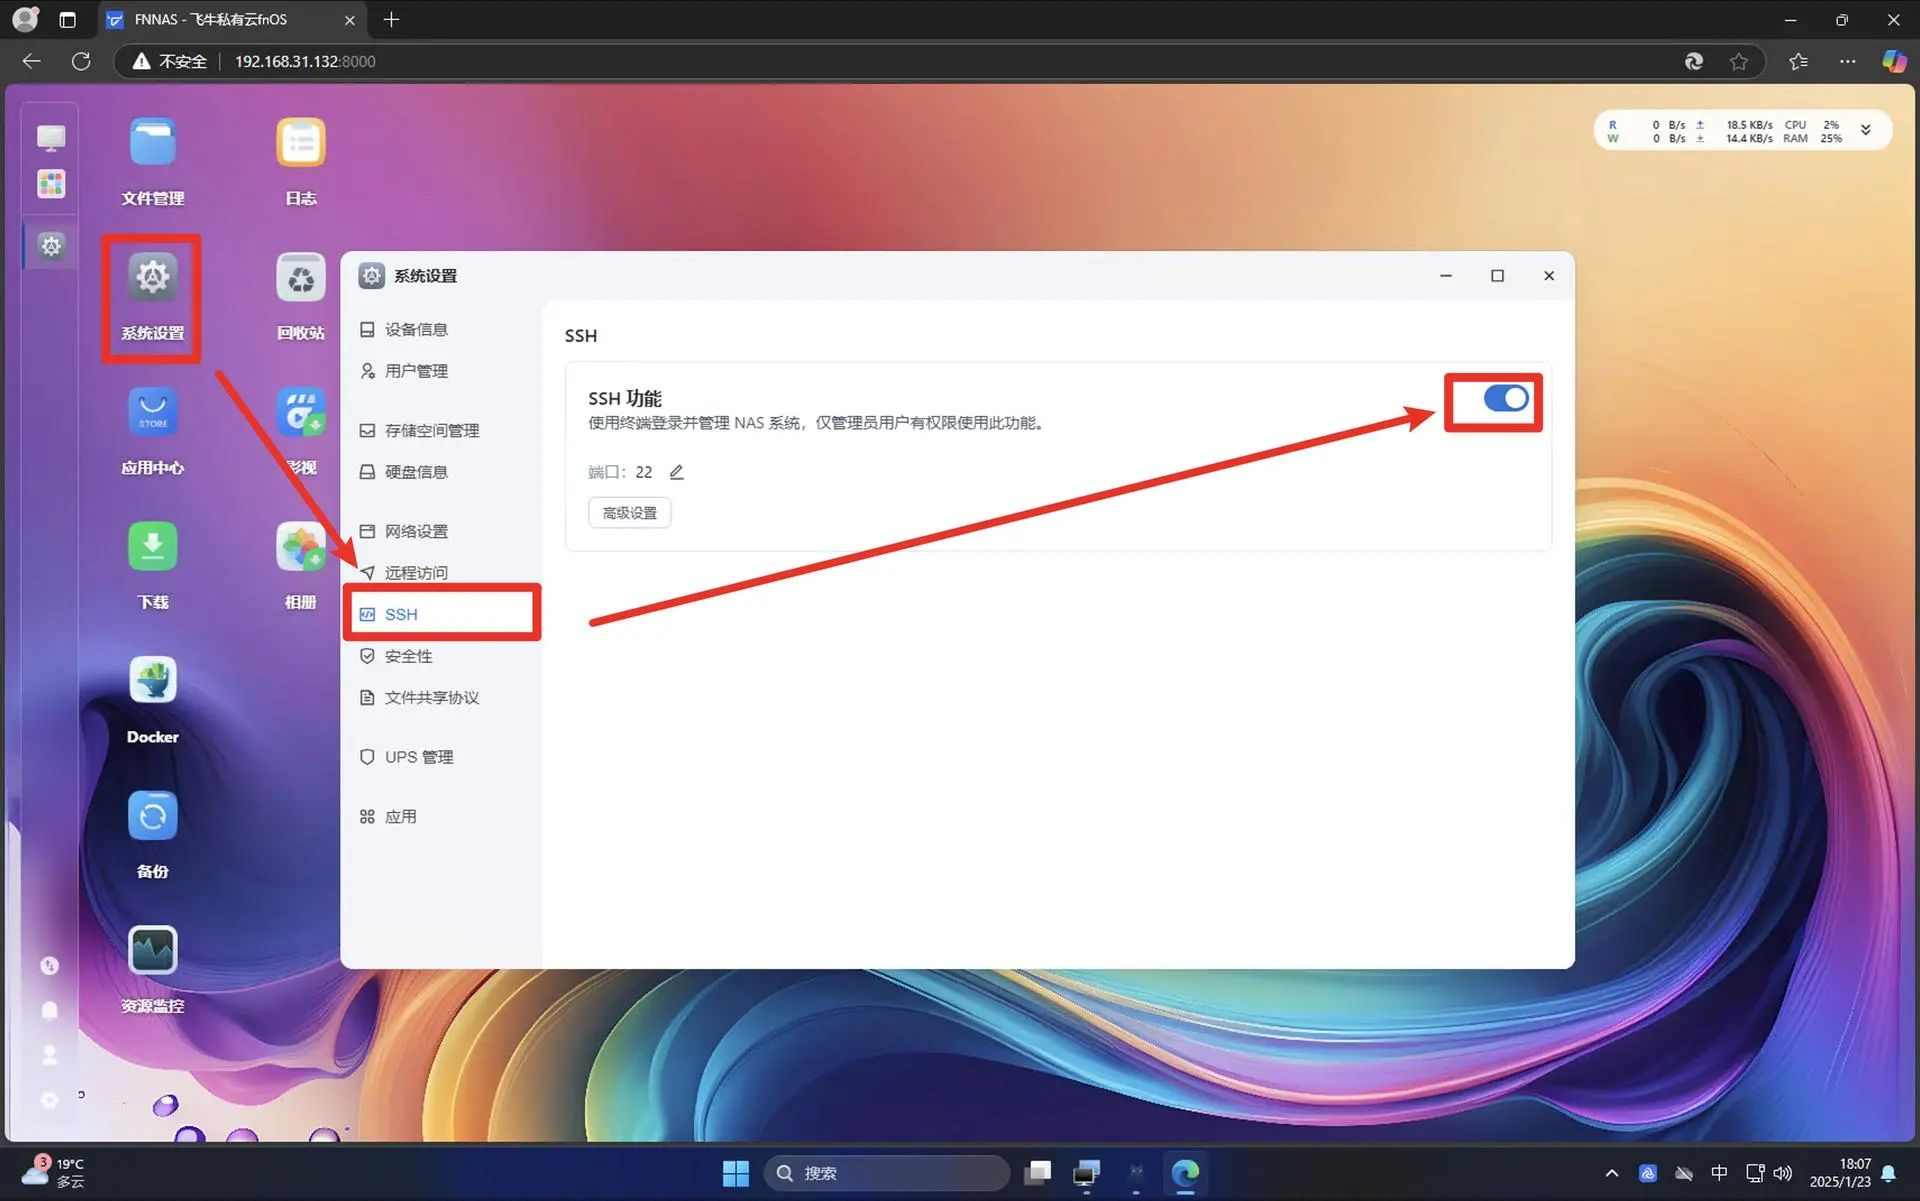 FNNAS - 飞牛私有云fnOS
不安全
192.168.31.132:8000
R 0 B/s 18.5 KB/s CPU 2%
W 0 B/s 14.4 KB/s RAM 25%
文件管理
日志
系统设置
回收站
STORE
应用中心
影视
下载
相册
Docker
备份
资源监控
系统设置
设备信息
用户管理
存储空间管理
硬盘信息
网络设置
远程访问
SSH
安全性
文件共享协议
UPS 管理
应用
SSH
SSH 功能
使用终端登录并管理 NAS 系统，仅管理员用户有权限使用此功能。
端口： 22
高级设置
3
19°C
多云
搜索
中
18:07
2025/1/23